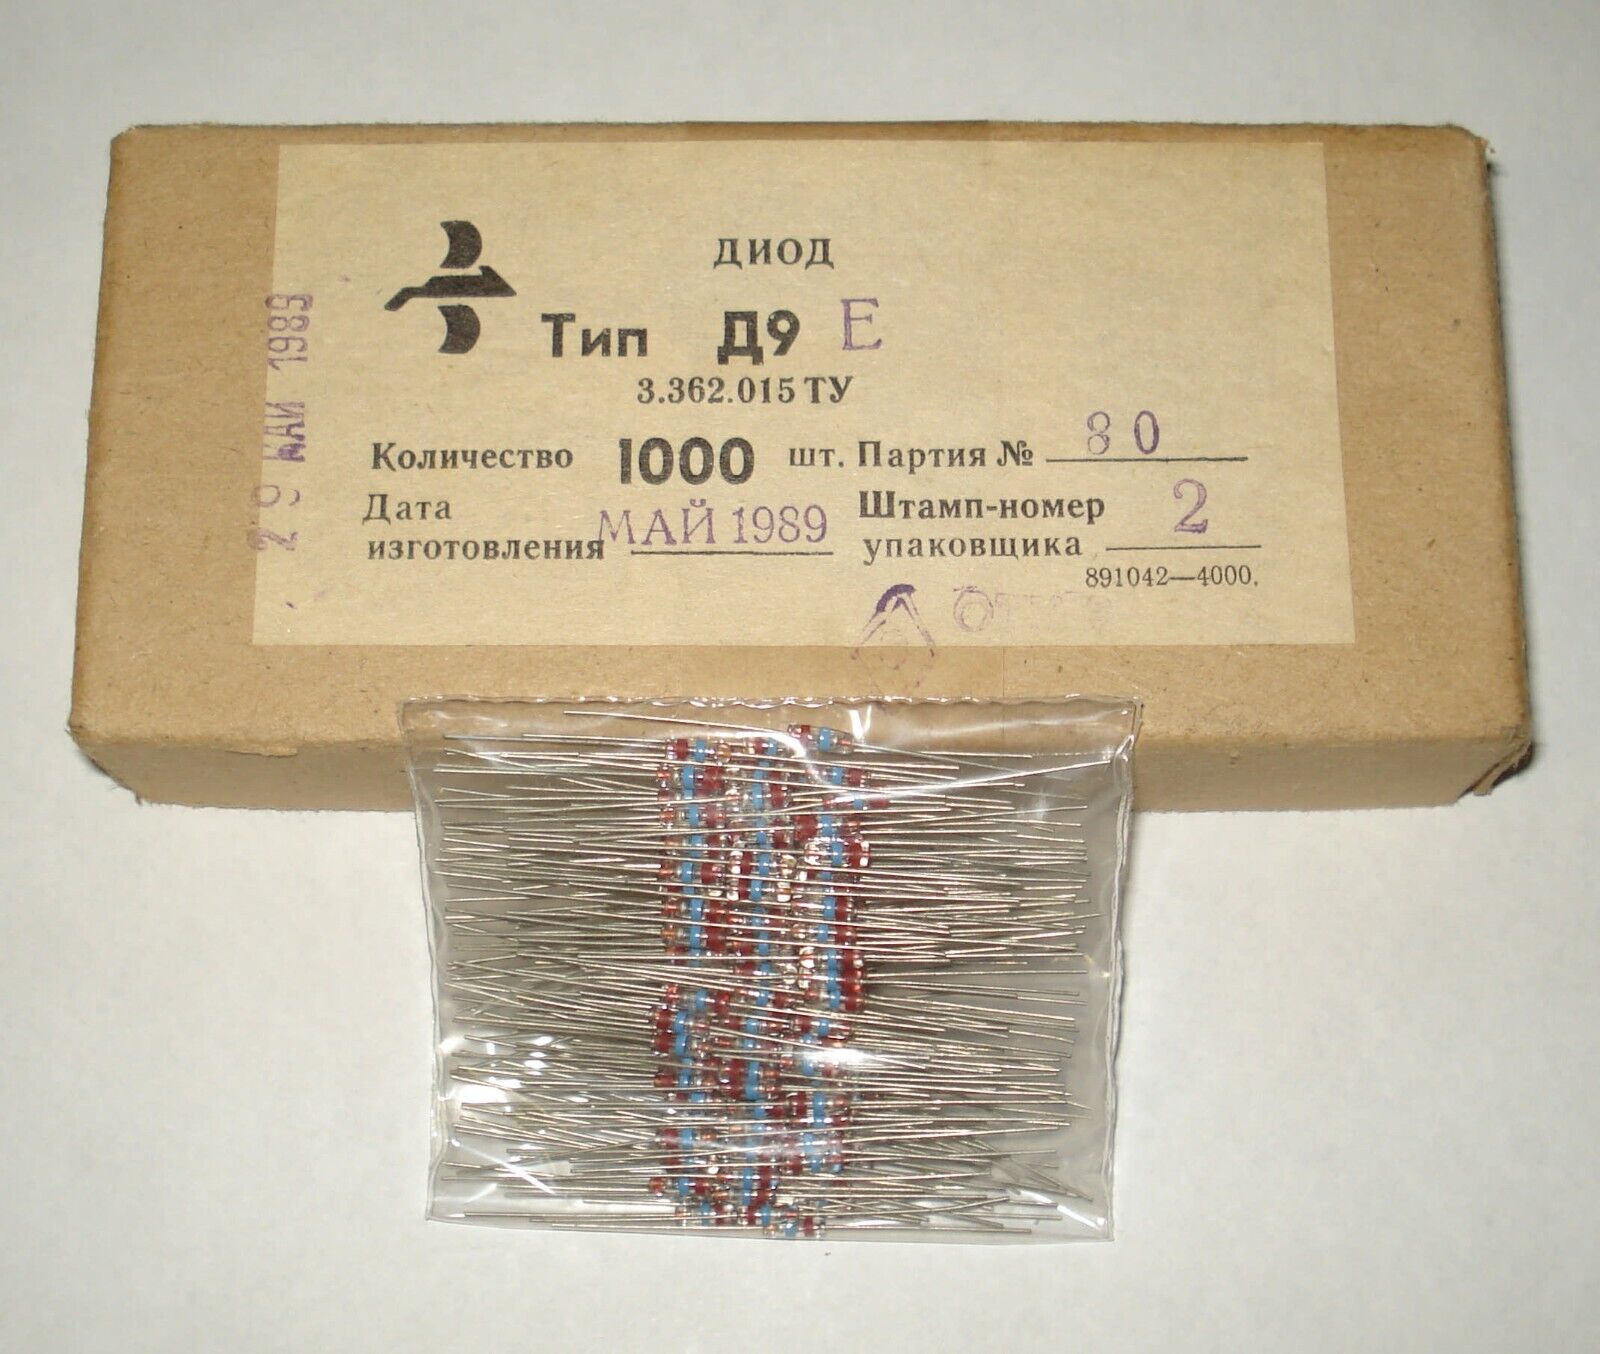 ДИОД
Тип Д9 Е
3.362.015 ТУ
Количество 1000 шт. Партия № 80
Дата изготовления МАЙ 1989
Штамп-номер упаковщика 2
891042—4000.
29 МАЙ 1989